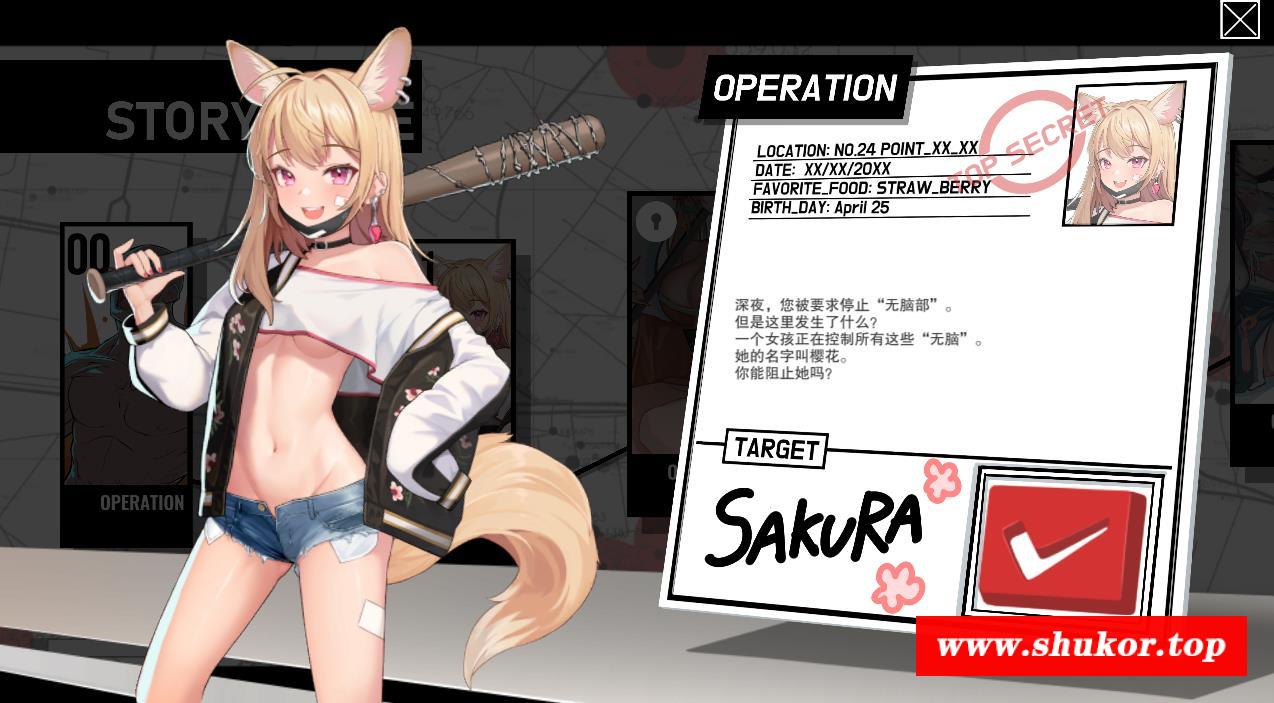 STORY
OPERATION
LOCATION: NO.24 POINT_XX_XX
DATE: XX/XX/20XX
FAVORITE_FOOD: STRAW_BERRY
BIRTH_DAY: April 25
TOP SECRET
深夜，您被要求停止“无脑部”。
但是这里发生了什么?
一个女孩正在控制所有这些“无脑”。
她的名字叫樱花。
你能阻止她吗?
00
OPERATION
TARGET
SAKURA
www.shukor.top